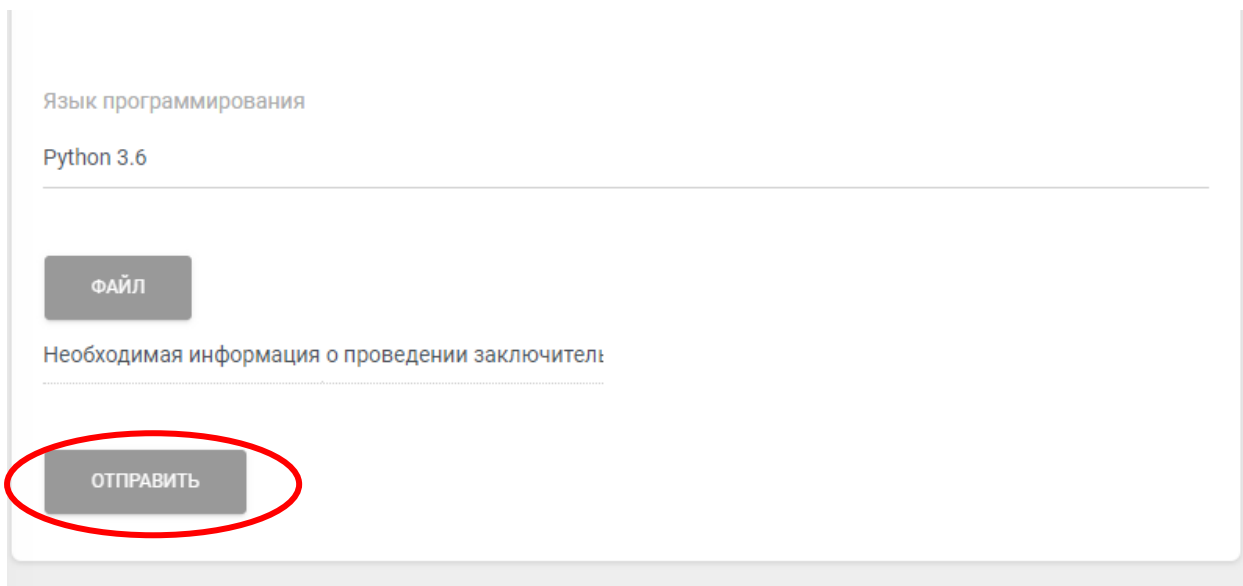 Язык программирования
Python 3.6
ФАЙЛ
Необходимая информация о проведении заключитель
ОТПРАВИТЬ